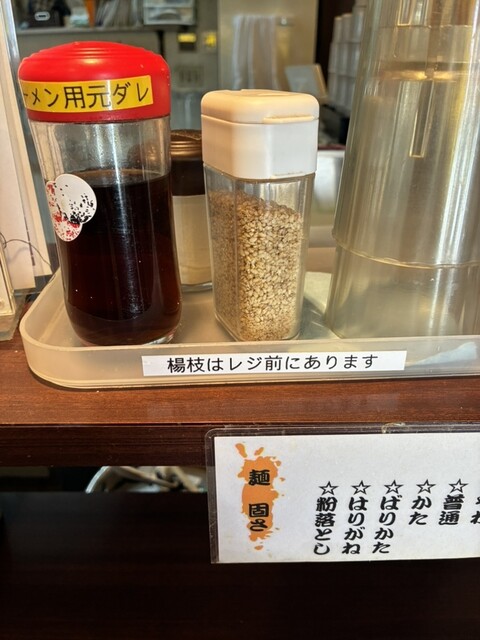 ーメン用元ダレ
楊枝はレジ前にあります
麺 固さ
☆普通
☆かた
☆ばりかた
☆はりがね
☆粉落とし